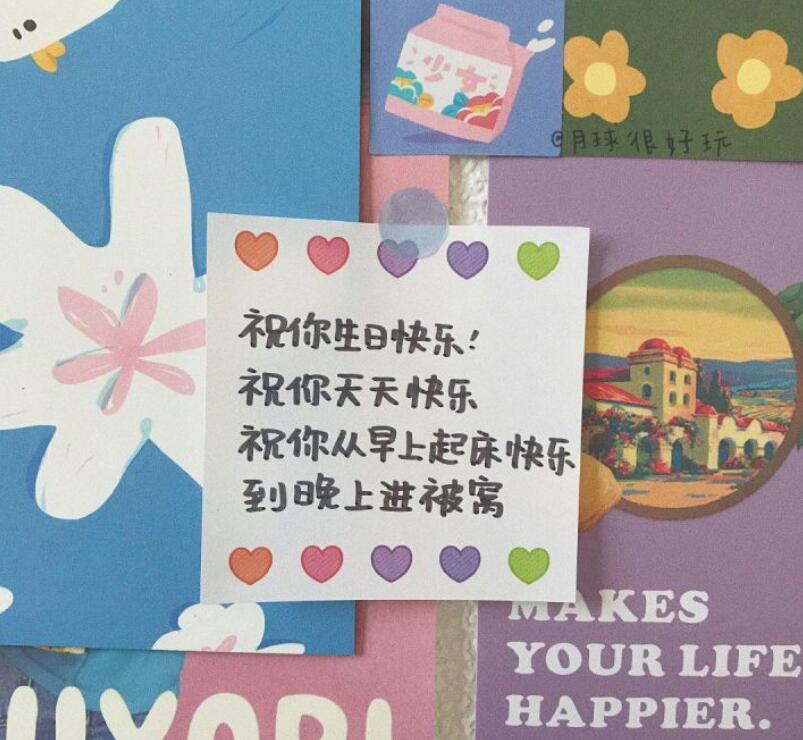 少女
@月球很好玩
祝你生日快乐！
祝你天天快乐
祝你从早上起床快乐
到晚上进被窝
MAKES
YOUR LIFE
HAPPIER.